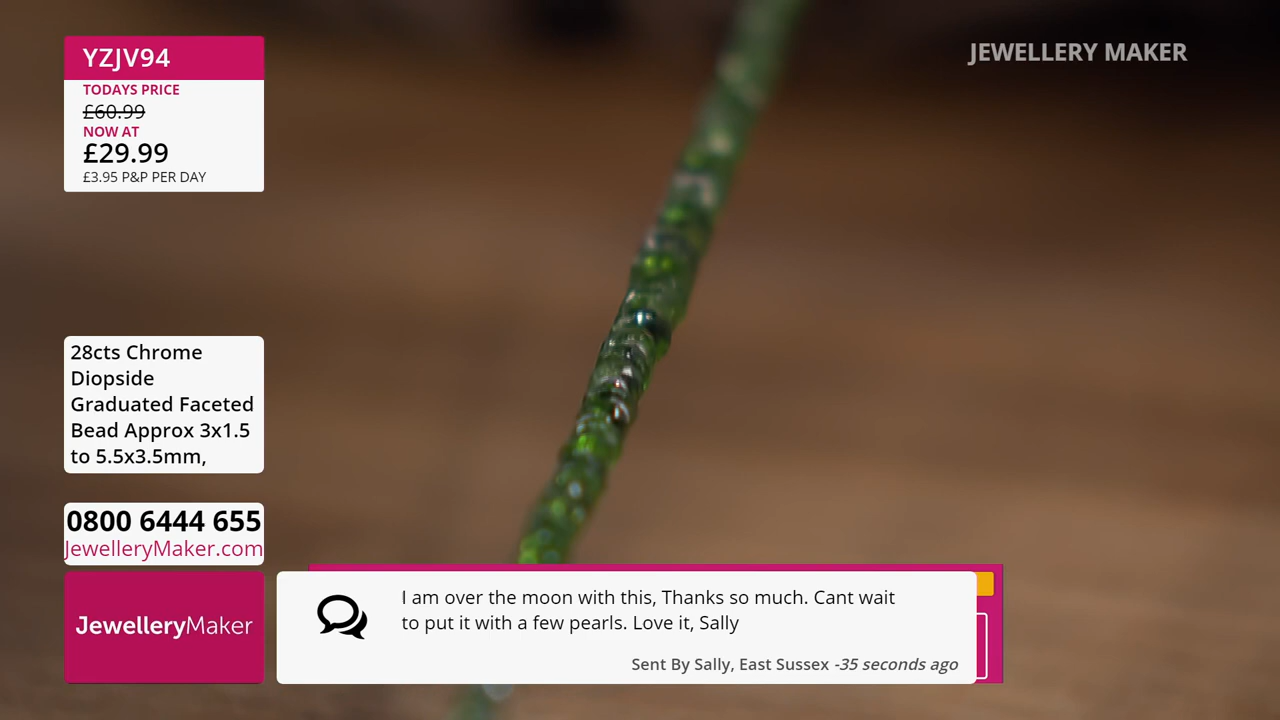 YZJV94
TODAYS PRICE
£60.99
NOW AT
£29.99
£3.95 P&P PER DAY
JEWELLERY MAKER
28cts Chrome
Diopside
Graduated Faceted
Bead Approx 3x1.5
to 5.5x3.5mm,
0800 6444 655
JewelleryMaker.com
JewelleryMaker
I am over the moon with this, Thanks so much. Cant wait
to put it with a few pearls. Love it, Sally
Sent By Sally, East Sussex -35 seconds ago